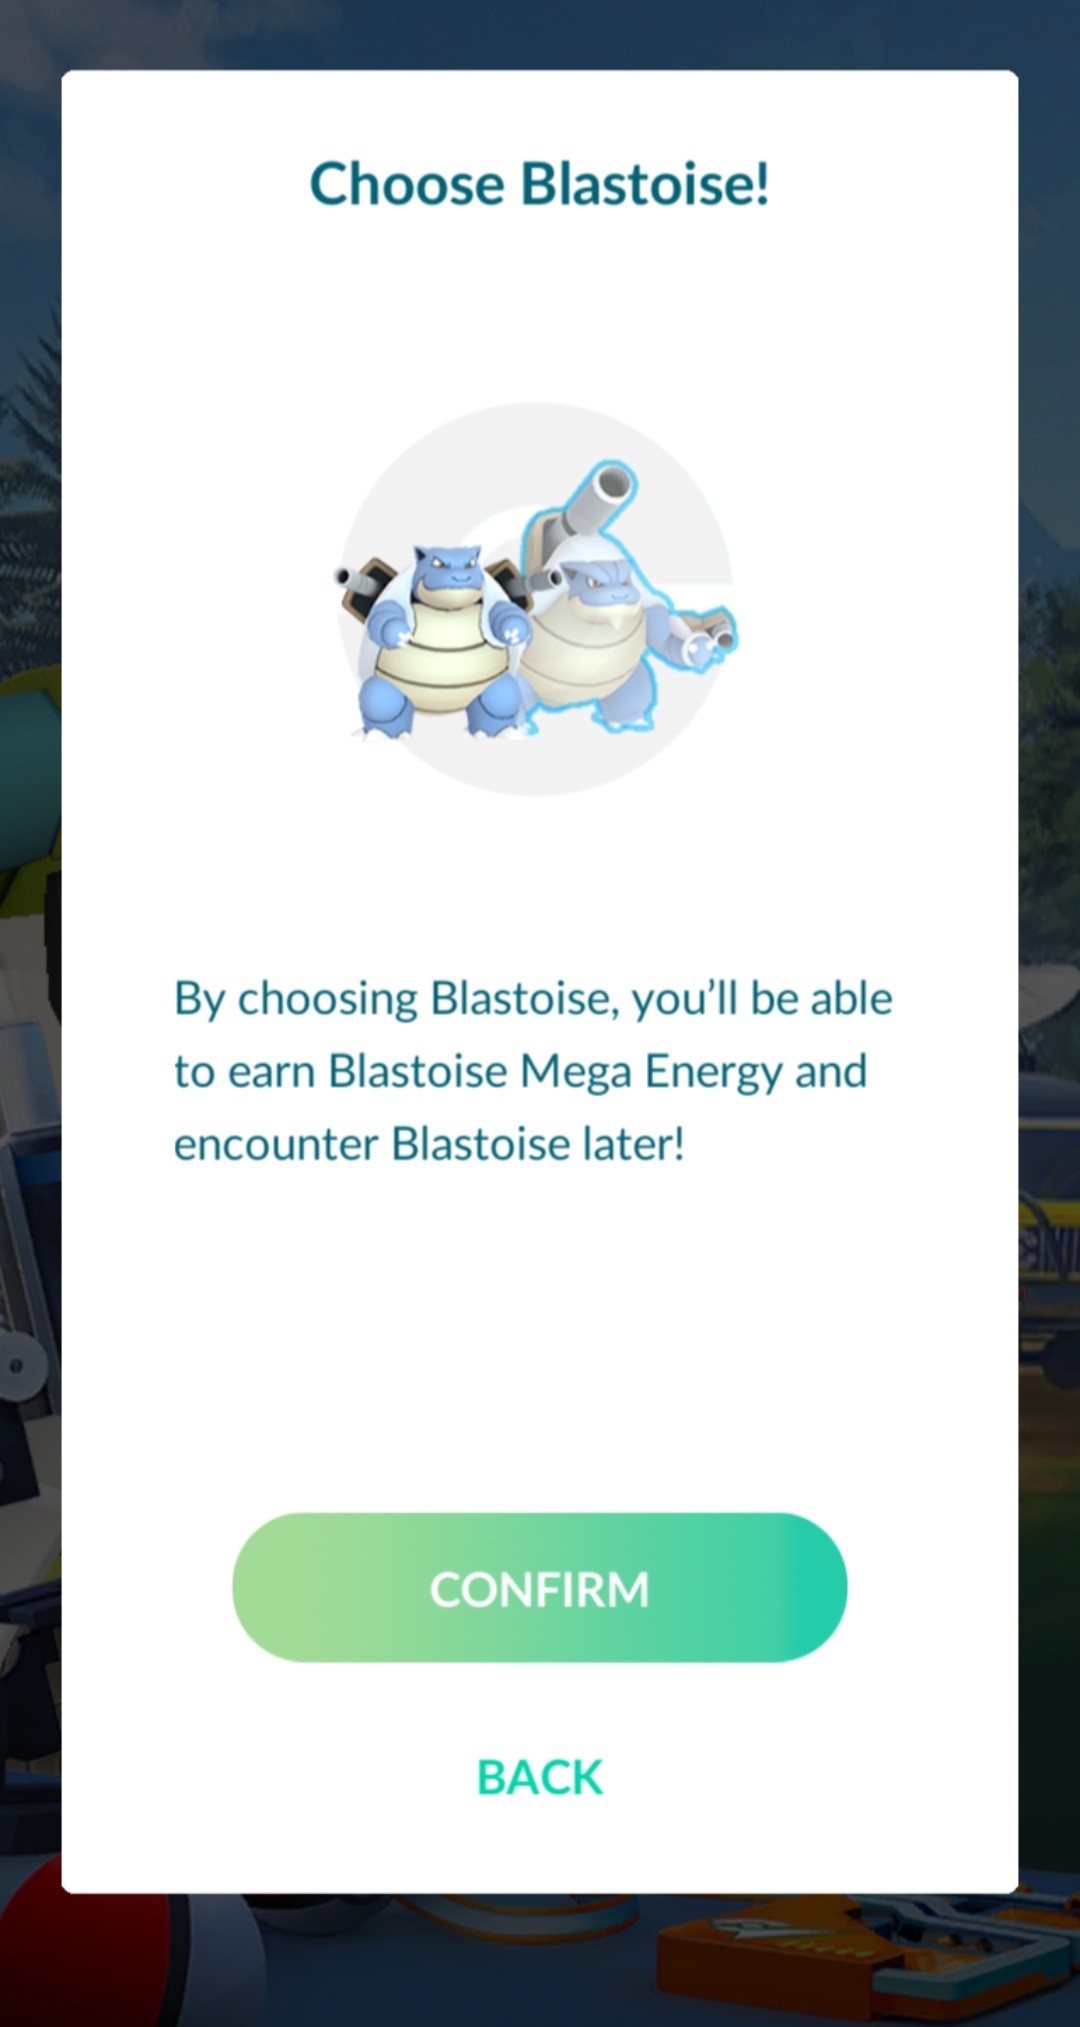 Choose Blastoise!
By choosing Blastoise, you’ll be able
to earn Blastoise Mega Energy and
encounter Blastoise later!
CONFIRM
BACK